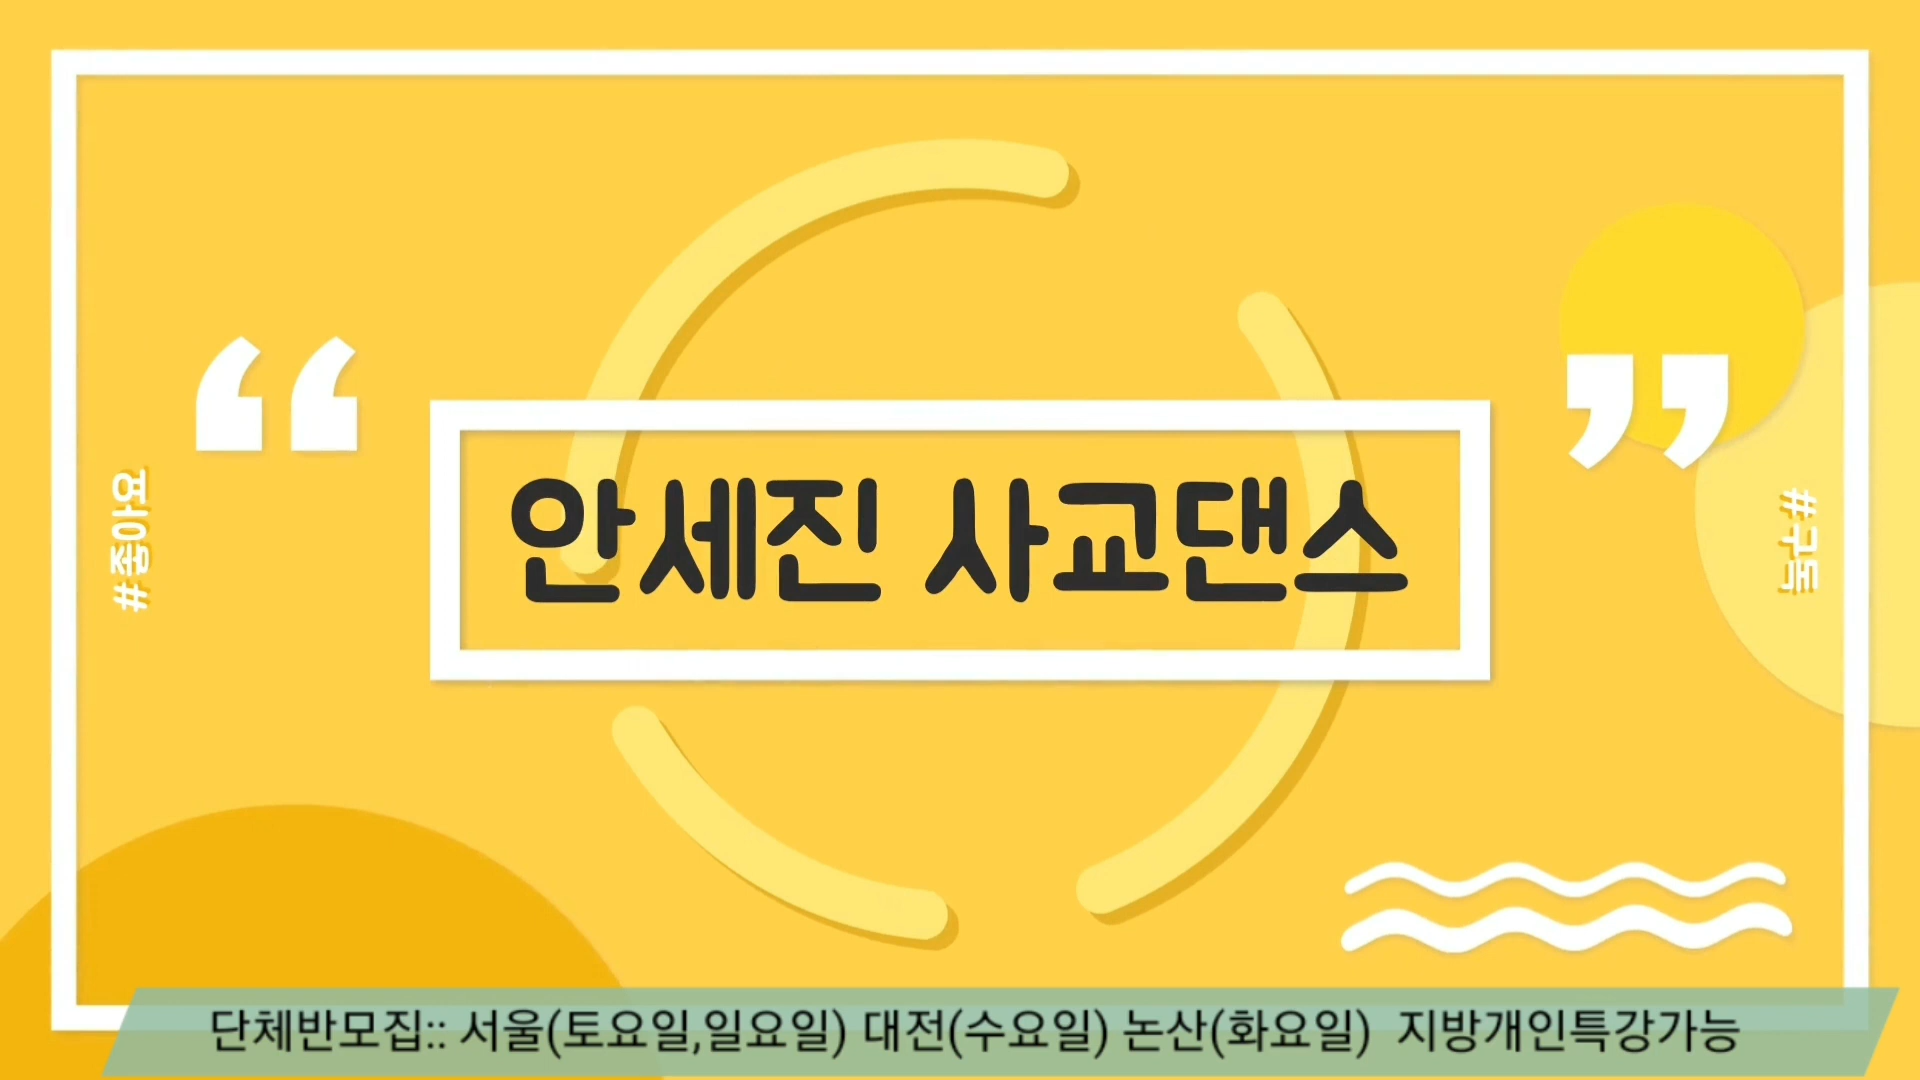 #좋아요
“ ”
안세진 사교댄스
#구독
단체반모집:: 서울(토요일,일요일) 대전(수요일) 논산(화요일) 지방개인특강가능